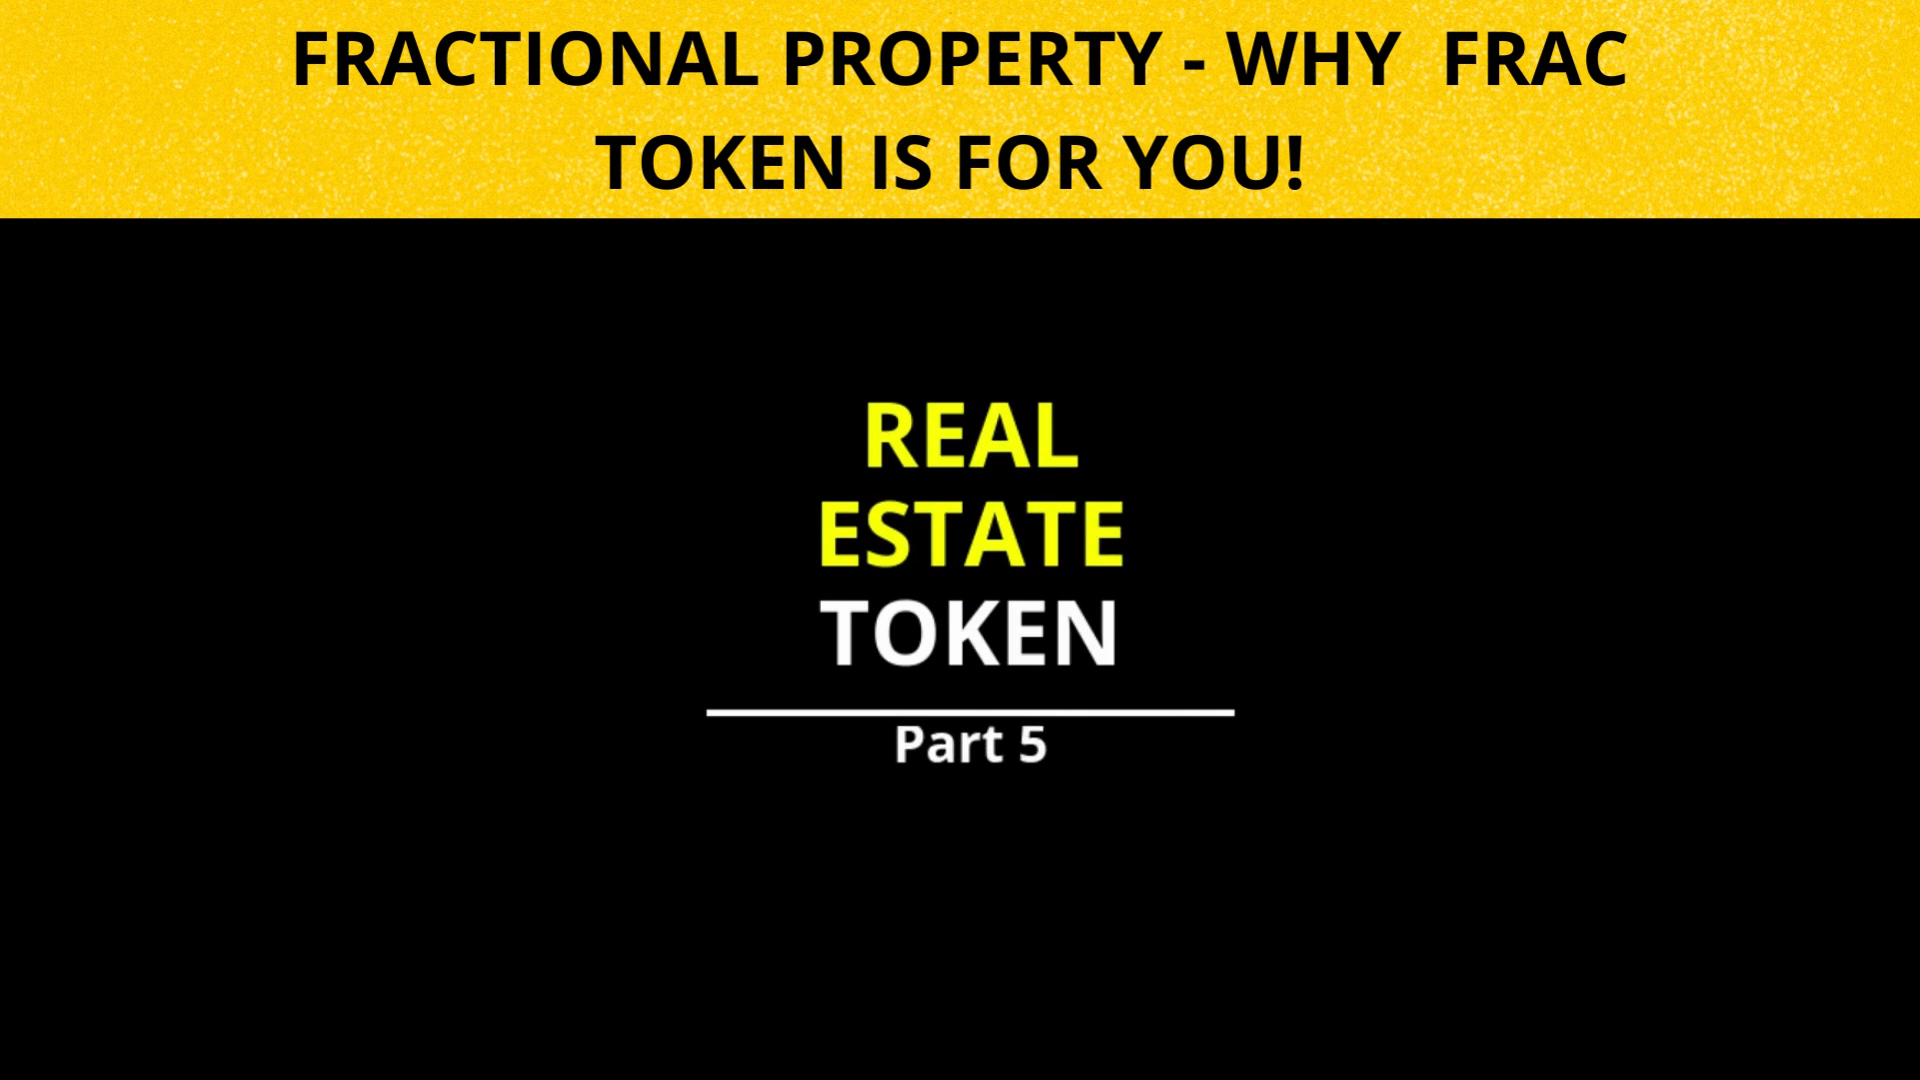 FRACTIONAL PROPERTY - WHY FRAC
TOKEN IS FOR YOU!
REAL
ESTATE
TOKEN
Part 5